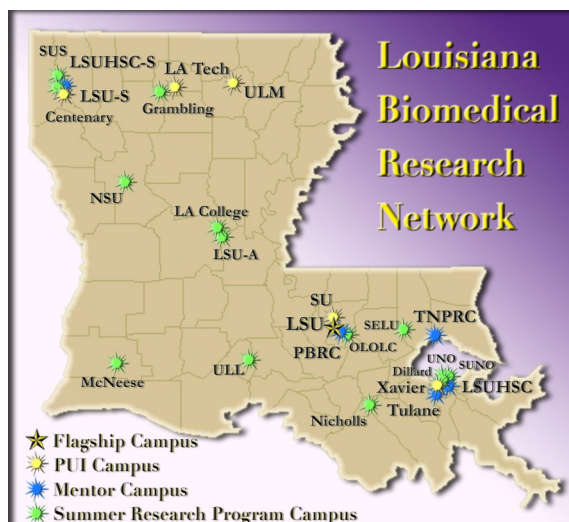 Louisiana
Biomedical
Research
Network
SUS
LSUHSC-S
LA Tech
LSU-S
ULM
Centenary
Grambling
NSU
LA College
LSU-A
SU
LSU
SELU
TNPRC
PBRC
OLOLC
UNO
SUNO
Dillard
Xavier
LSUHSC
Tulane
McNeese
ULL
Nicholls
Flagship Campus
PUI Campus
Mentor Campus
Summer Research Program Campus